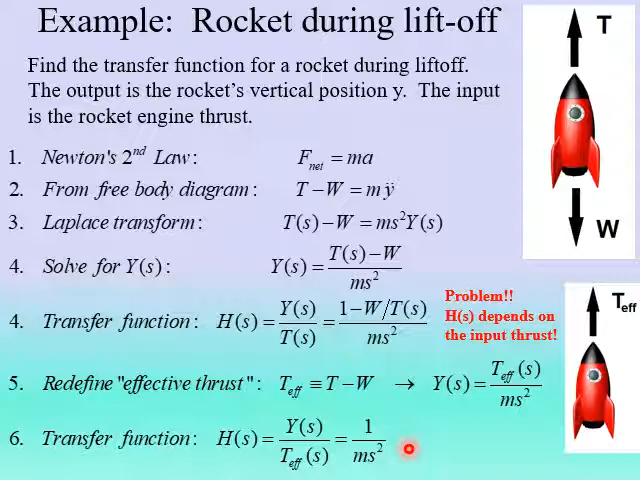 Example: Rocket during lift-off
Find the transfer function for a rocket during liftoff.
The output is the rocket's vertical position y. The input
is the rocket engine thrust.
1. Newton's 2ⁿᵈ Law: F_net = ma
2. From free body diagram: T − W = mÿ
3. Laplace transform: T(s) − W = ms²Y(s)
4. Solve for Y(s): Y(s) = (T(s) − W) / ms²
4. Transfer function: H(s) = Y(s)/T(s) = (1 − W/T(s)) / ms²
Problem!!
H(s) depends on
the input thrust!
5. Redefine "effective thrust": T_eff ≡ T − W → Y(s) = T_eff(s) / ms²
6. Transfer function: H(s) = Y(s)/T_eff(s) = 1/ms²
T
W
T_eff